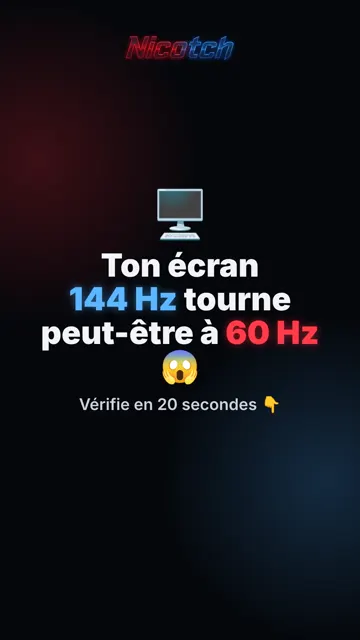 Nicotch
Ton écran
144 Hz tourne
peut-être à 60 Hz
Vérifie en 20 secondes